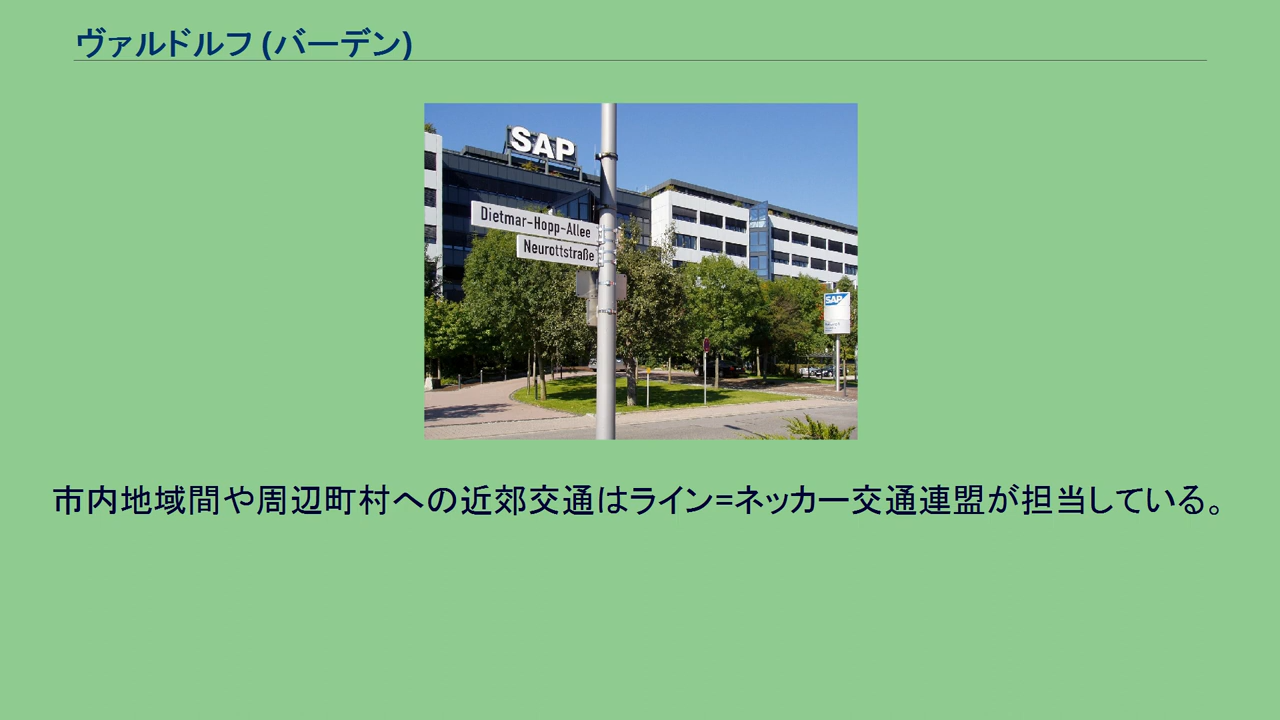 ヴァルドルフ (バーデン)
SAP
Dietmar-Hopp-Allee
Neurottstraße
SAP
市内地域間や周辺町村への近郊交通はライン=ネッカー交通連盟が担当している。